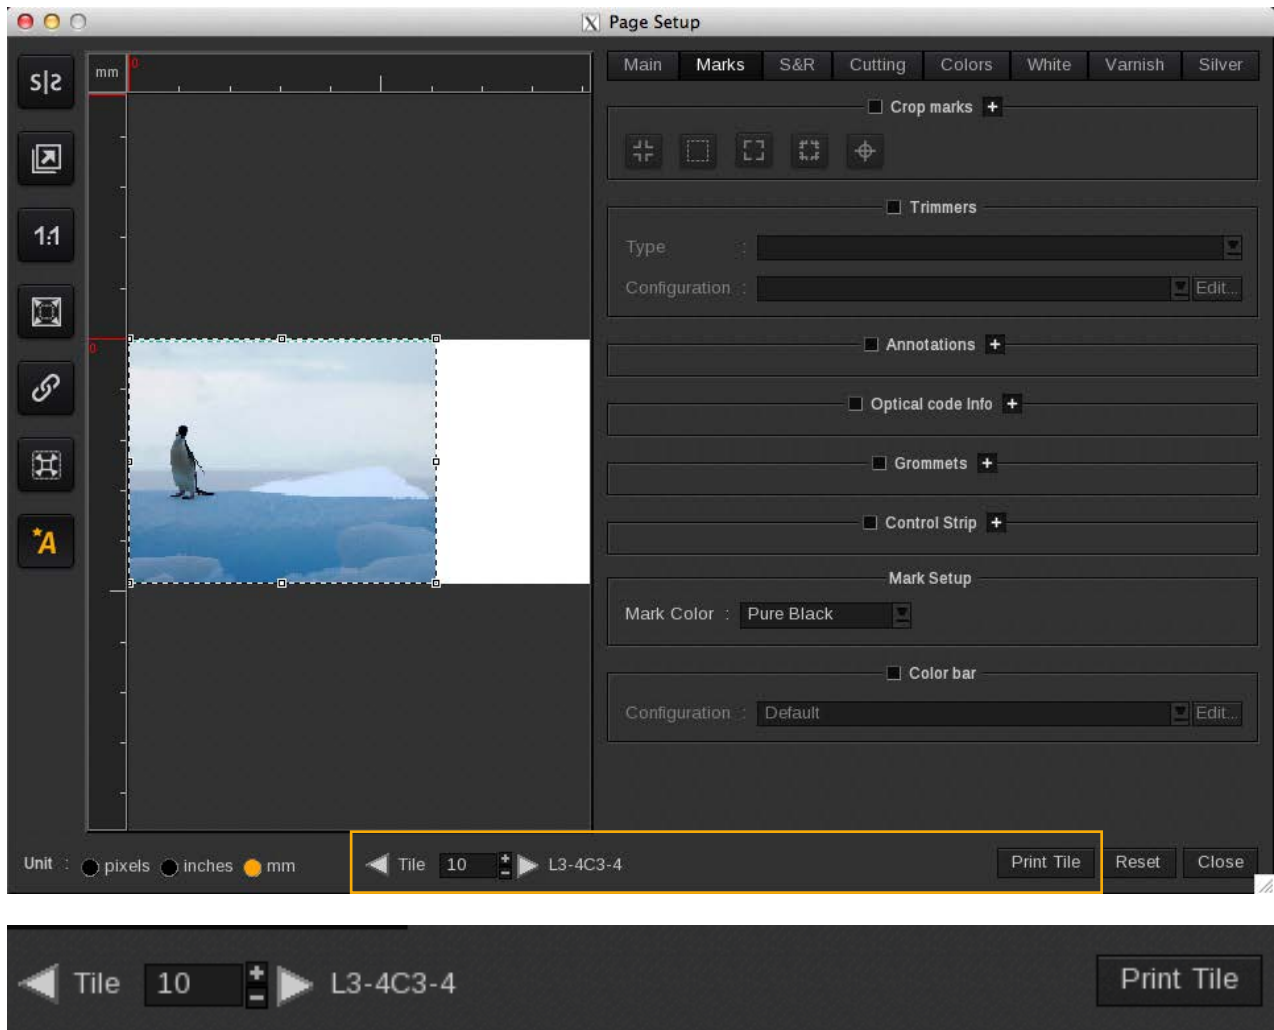 Page Setup
S|S
mm 0
Main Marks S&R Cutting Colors White Varnish Silver
Crop marks +
1:1
Trimmers
Type :
Configuration : Edit...
0
Annotations +
Optical code Info +
Grommets +
Control Strip +
*A
Mark Setup
Mark Color : Pure Black
Color bar
Configuration : Default Edit...
Unit : pixels inches mm Tile 10 + - L3-4C3-4 Print Tile Reset Close
Tile 10 + - L3-4C3-4 Print Tile